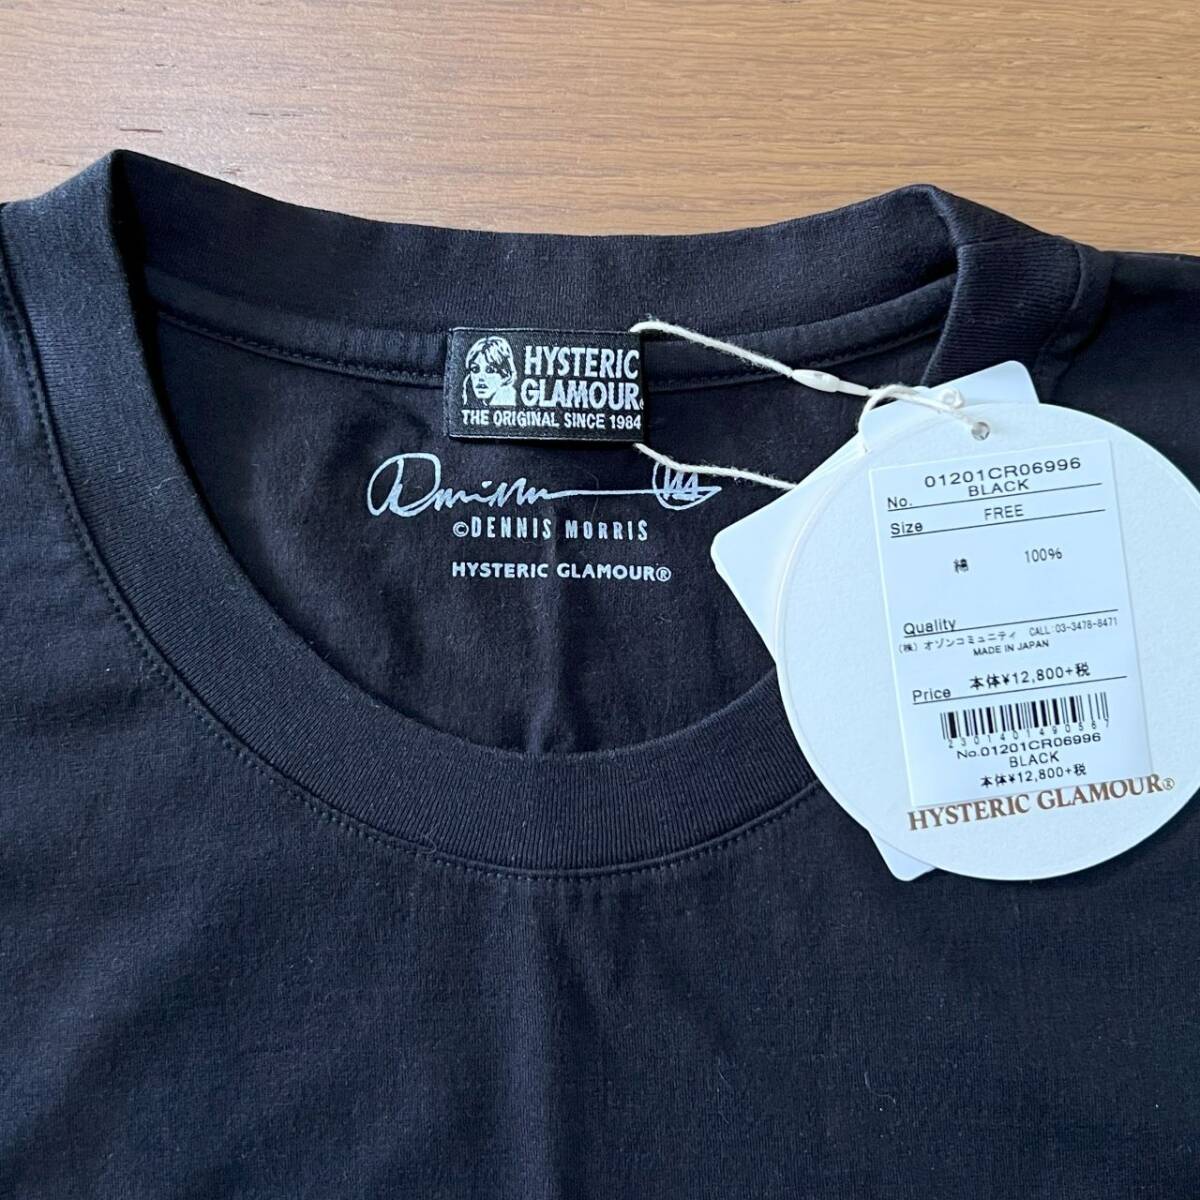 HYSTERIC
GLAMOUR®
THE ORIGINAL SINCE 1984
©DENNIS MORRIS
HYSTERIC GLAMOUR®
No. 01201CR06996
BLACK
Size FREE
綿 100%
Quality
(株) オゾンコミュニティ CALL:03-3478-8471
MADE IN JAPAN
Price 本体¥12,800+税
2301401490567
No.01201CR06996
BLACK
本体¥12,800+税
HYSTERIC GLAMOUR®